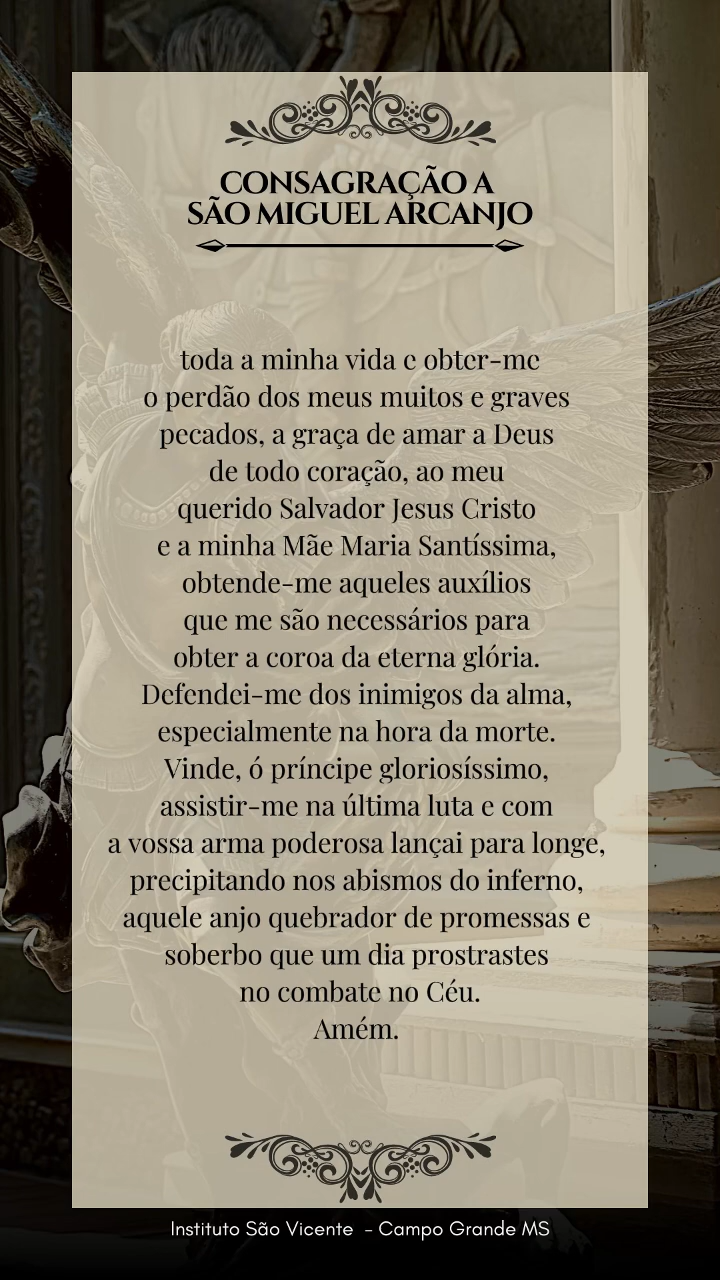 CONSAGRAÇÃO A
SÃO MIGUEL ARCANJO
toda a minha vida e obter-me
o perdão dos meus muitos e graves
pecados, a graça de amar a Deus
de todo coração, ao meu
querido Salvador Jesus Cristo
e a minha Mãe Maria Santíssima,
obtende-me aqueles auxílios
que me são necessários para
obter a coroa da eterna glória.
Defendei-me dos inimigos da alma,
especialmente na hora da morte.
Vinde, ó príncipe gloriosíssimo,
assistir-me na última luta e com
a vossa arma poderosa lançai para longe,
precipitando nos abismos do inferno,
aquele anjo quebrador de promessas e
soberbo que um dia prostrastes
no combate no Céu.
Amém.
Instituto São Vicente - Campo Grande MS